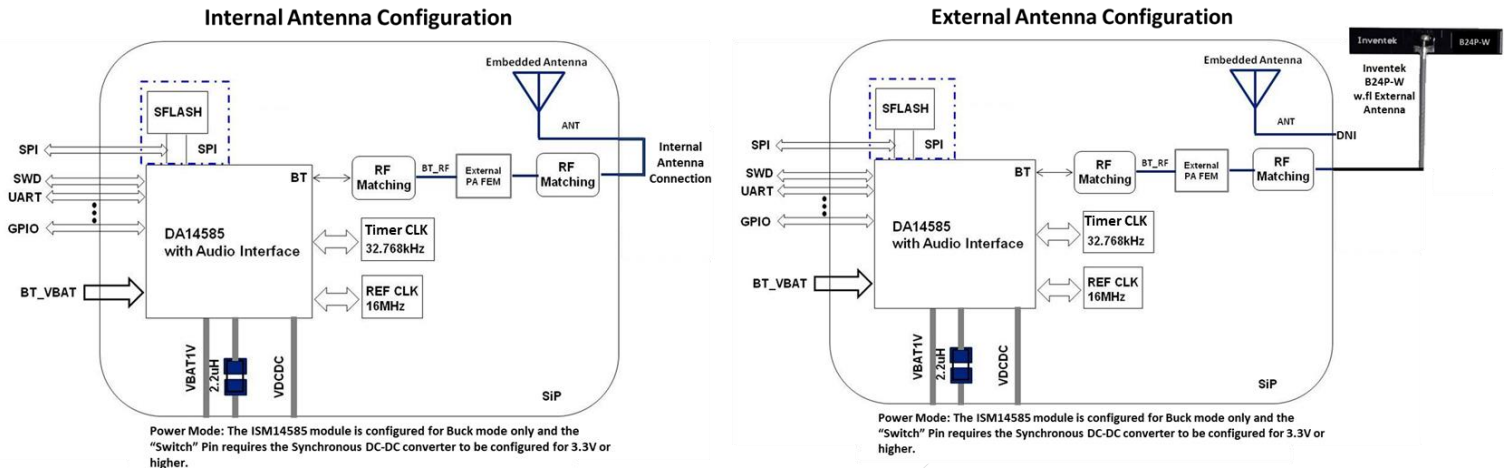 Internal Antenna Configuration
Embedded Antenna
SFLASH
ANT
SPI
SPI
Internal
Antenna
Connection
SWD
UART
GPIO
BT
RF
Matching
BT_RF
External
PA FEM
RF
Matching
DA14585
with Audio Interface
Timer CLK
32.768kHz
REF CLK
16MHz
BT_VBAT
VBAT1V
2.2uH
VDCDC
SiP
Power Mode: The ISM14585 module is configured for Buck mode only and the
“Switch” Pin requires the Synchronous DC-DC converter to be configured for 3.3V or
higher.
External Antenna Configuration
Inventek
B24P-W
Inventek
B24P-W
w.fl External
Antenna
Embedded Antenna
SFLASH
ANT
DNI
SPI
SPI
SWD
UART
GPIO
BT
RF
Matching
BT_RF
External
PA FEM
RF
Matching
DA14585
with Audio Interface
Timer CLK
32.768kHz
REF CLK
16MHz
BT_VBAT
VBAT1V
2.2uH
VDCDC
SiP
Power Mode: The ISM14585 module is configured for Buck mode only and the
“Switch” Pin requires the Synchronous DC-DC converter to be configured for 3.3V or
higher.